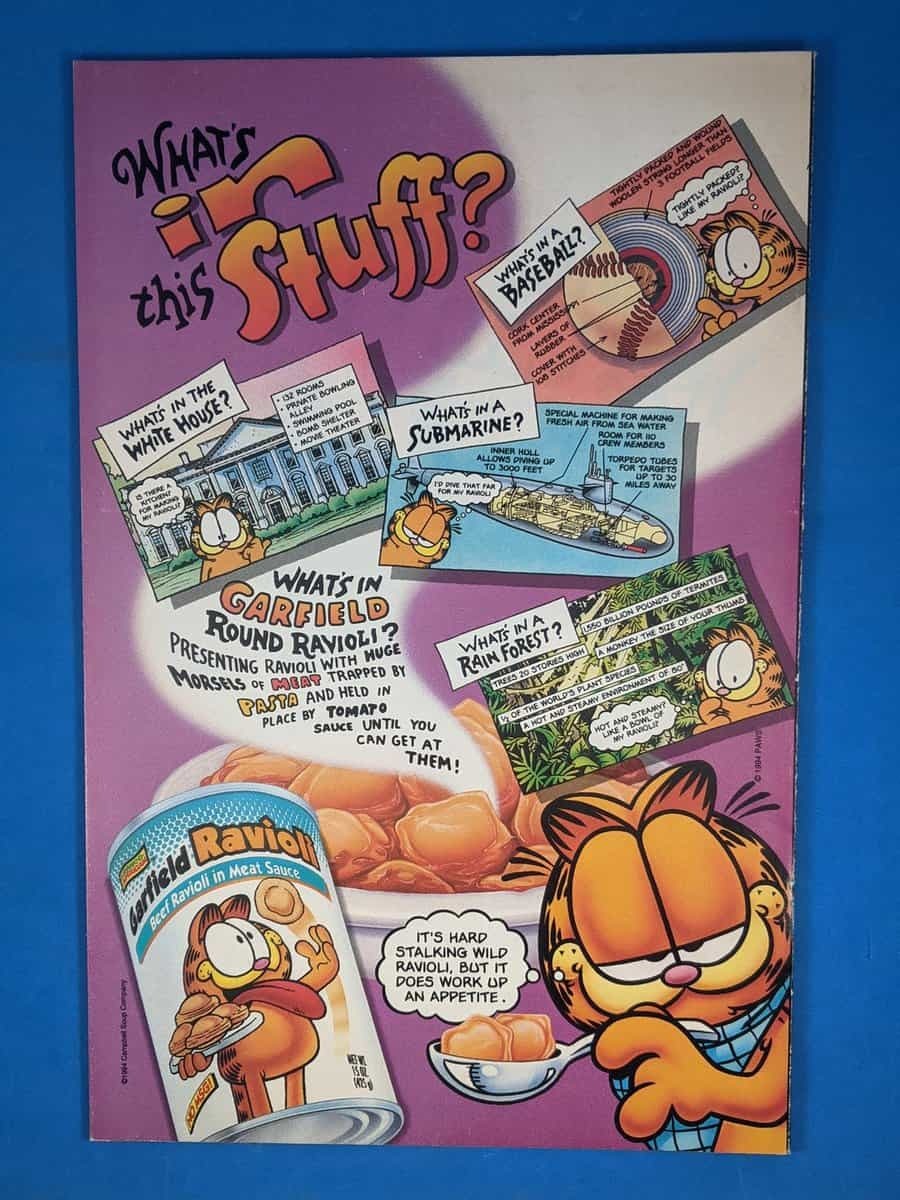 WHAT'S
in
this Stuff?
TIGHTLY PACKED AND WOUND
WOOLEN STRING LONGER THAN
3 FOOTBALL FIELDS
TIGHTLY PACKED?
LIKE MY RAVIOLI?
WHAT'S IN A
BASEBALL?
CORK CENTER
FROM MISSISSIPPI
LAYERS OF
RUBBER
COVER WITH
108 STITCHES
WHAT'S IN THE
WHITE HOUSE?
• 132 ROOMS
• PRIVATE BOWLING
ALLEY
• SWIMMING POOL
• BOMB SHELTER
• MOVIE THEATER
IS THERE A
KITCHEN?
FOR MAKING
MY RAVIOLI?
WHAT'S IN A
SUBMARINE?
SPECIAL MACHINE FOR MAKING
FRESH AIR FROM SEA WATER
ROOM FOR 110
CREW MEMBERS
INNER HULL
ALLOWS DIVING UP
TO 3000 FEET
TORPEDO TUBES
FOR TARGETS
UP TO 30
MILES AWAY
I'D DIVE THAT FAR
FOR MY RAVIOLI
WHAT'S IN
GARFIELD
ROUND RAVIOLI?
PRESENTING RAVIOLI WITH HUGE
MORSELS OF MEAT TRAPPED BY
PASTA AND HELD IN
PLACE BY TOMATO
SAUCE UNTIL YOU
CAN GET AT
THEM!
WHAT'S IN A
RAIN FOREST?
1,550 BILLION POUNDS OF TERMITES
A MONKEY THE SIZE OF YOUR THUMB
TREES 20 STORIES HIGH
1/2 OF THE WORLD'S PLANT SPECIES
A HOT AND STEAMY ENVIRONMENT OF 80°
HOT AND STEAMY?
LIKE A BOWL OF
MY RAVIOLI?
© 1994 PAWS
Garfield Ravioli
Beef Ravioli in Meat Sauce
NO MSG!
NET WT.
15 OZ.
(425g)
IT'S HARD
STALKING WILD
RAVIOLI, BUT IT
DOES WORK UP
AN APPETITE.
©1994 Campbell Soup Company